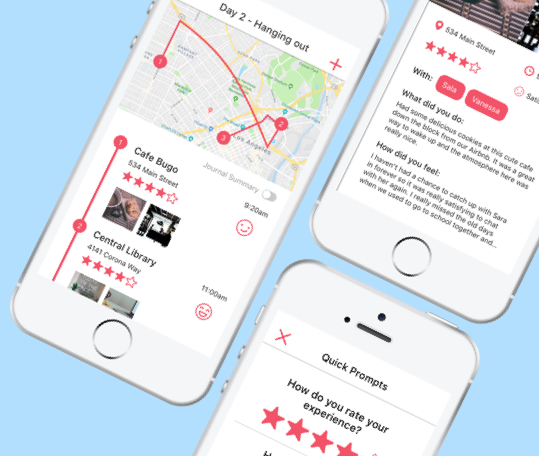 Day 2 - Hanging out
+
1
2
3
Los Angeles
Journal Summary
1
Cafe Bugo
534 Main Street
9:20am
2
Central Library
4141 Corona Way
11:00am
534 Main Street
With:
Sala
Vanessa
What did you do:
Had some delicious cookies at this cute cafe
down the block from our Airbnb. It was a great
way to wake up and the atmosphere here was
really nice.
How did you feel:
I haven't had a chance to catch up with Sara
in forever so it was really satisfying to chat
with her again. I really missed the old days
when we used to go to school together and...
Quick Prompts
How do you rate your
experience?